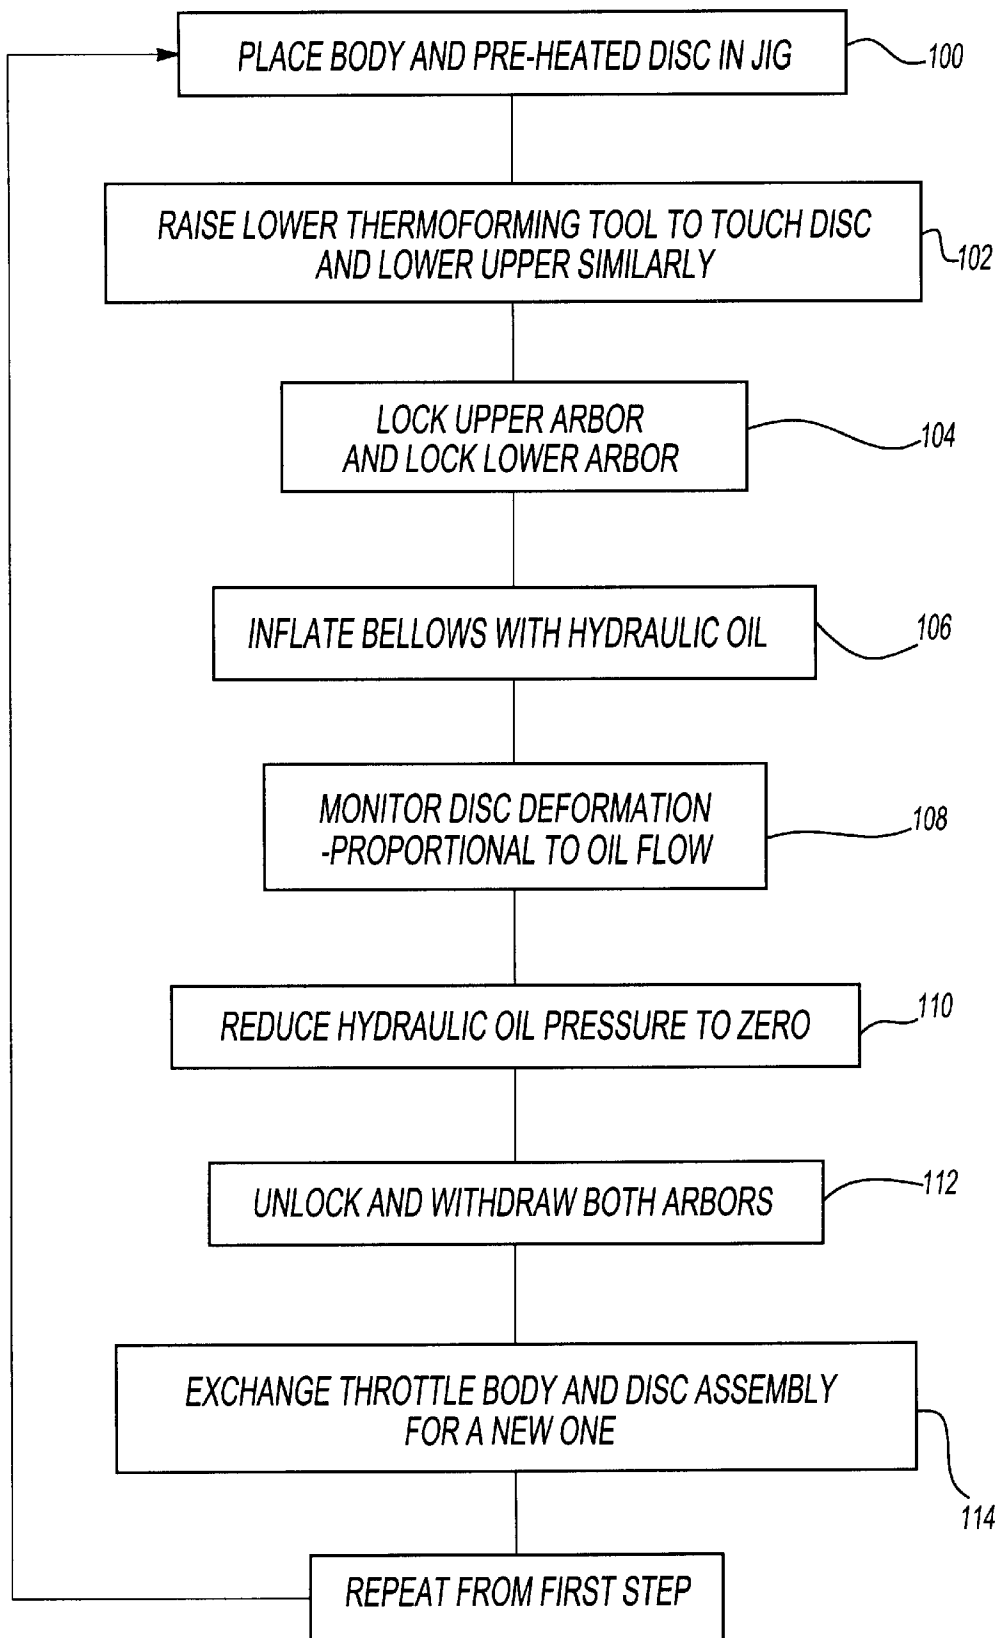 PLACE BODY AND PRE-HEATED DISC IN JIG
100
RAISE LOWER THERMOFORMING TOOL TO TOUCH DISC
AND LOWER UPPER SIMILARLY
102
LOCK UPPER ARBOR
AND LOCK LOWER ARBOR
104
INFLATE BELLOWS WITH HYDRAULIC OIL
106
MONITOR DISC DEFORMATION
-PROPORTIONAL TO OIL FLOW
108
REDUCE HYDRAULIC OIL PRESSURE TO ZERO
110
UNLOCK AND WITHDRAW BOTH ARBORS
112
EXCHANGE THROTTLE BODY AND DISC ASSEMBLY
FOR A NEW ONE
114
REPEAT FROM FIRST STEP